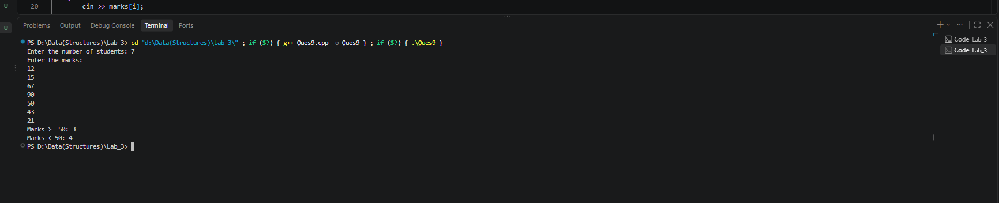 U
20 cin >> marks[i];
U
Problems Output Debug Console Terminal Ports
PS D:\Data(Structures)\Lab_3> cd "d:\Data(Structures)\Lab_3\" ; if ($?) { g++ Ques9.cpp -o Ques9 } ; if ($?) { .\Ques9 }
Enter the number of students: 7
Enter the marks:
12
15
67
90
50
43
21
Marks >= 50: 3
Marks < 50: 4
PS D:\Data(Structures)\Lab_3>
Code Lab_3
Code Lab_3